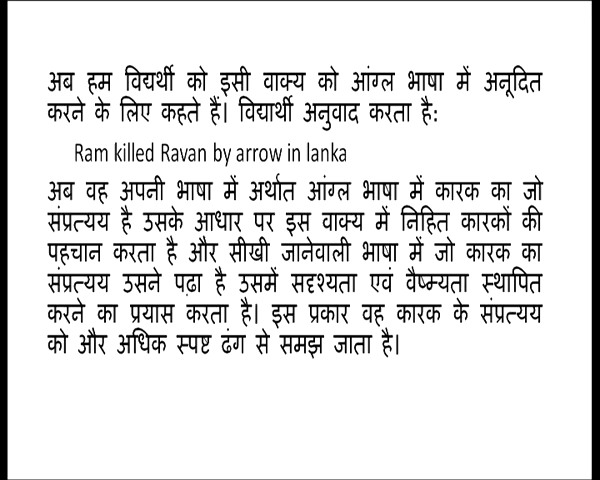 अब हम विद्यर्थी को इसी वाक्य को आंग्ल भाषा में अनूदित
करने के लिए कहते हैं। विद्यार्थी अनुवाद करता है:
Ram killed Ravan by arrow in lanka
अब वह अपनी भाषा में अर्थात आंग्ल भाषा में कारक का जो
संप्रत्यय है उसके आधार पर इस वाक्य में निहित कारकों की
पहचान करता है और सीखी जानेवाली भाषा में जो कारक का
संप्रत्यय उसने पढ़ा है उसमें सदृश्यता एवं वैष्म्यता स्थापित
करने का प्रयास करता है। इस प्रकार वह कारक के संप्रत्यय
को और अधिक स्पष्ट ढंग से समझ जाता है।